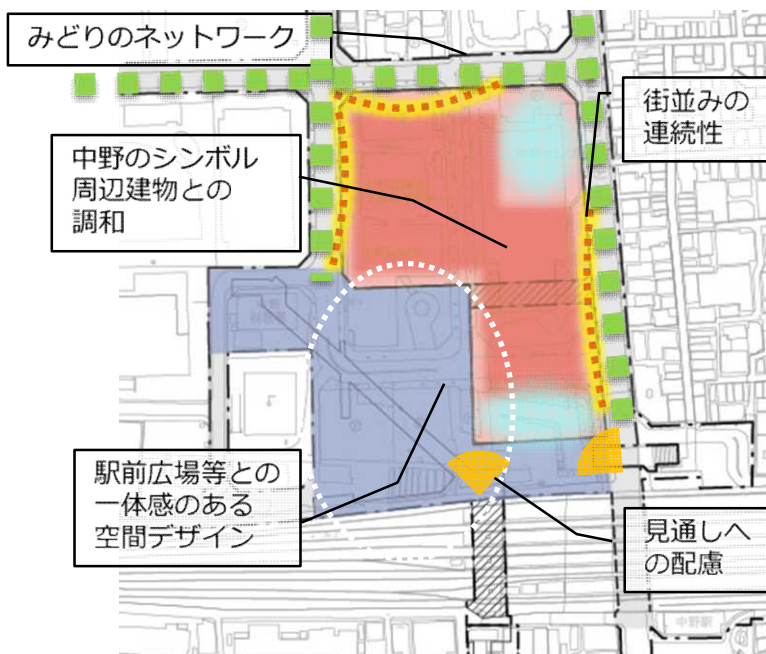 みどりのネットワーク
街並みの
連続性
中野のシンボル
周辺建物との
調和
駅前広場等との
一体感のある
空間デザイン
見通しへ
の配慮
中野駅